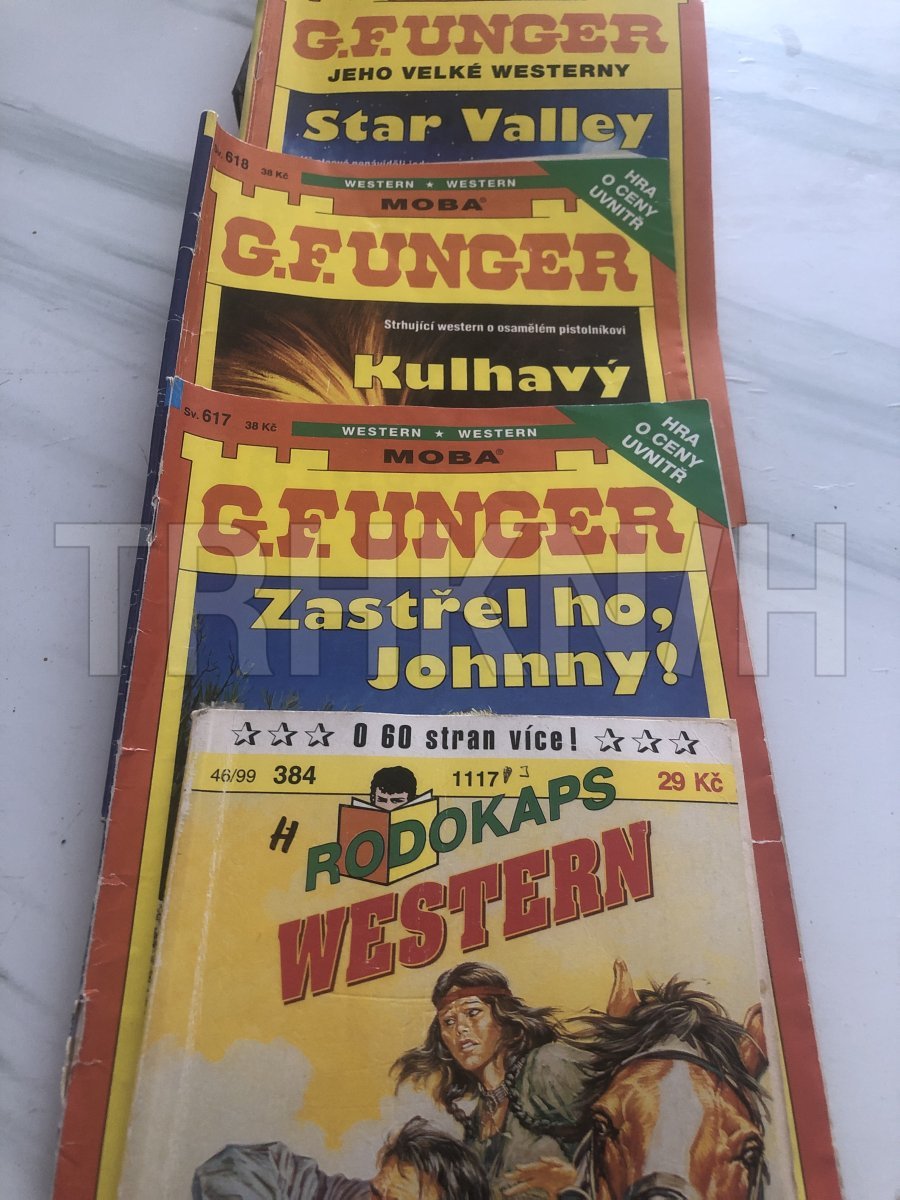 G.F. UNGER
JEHO VELKÉ WESTERNY
Star Valley
Sv. 618 38 Kč
WESTERN ★ WESTERN
MOBA®
HRA
O CENY
UVNITŘ
G.F. UNGER
Strhující western o osamělém pistolníkovi
Kulhavý
Sv. 617 38 Kč
WESTERN ★ WESTERN
MOBA®
HRA
O CENY
UVNITŘ
G.F. UNGER
Zastřel ho,
Johnny!
TRHKNIH
☆☆☆ O 60 stran více! ☆☆☆
46/99 384 1117 29 Kč
H
RODOKAPS
WESTERN